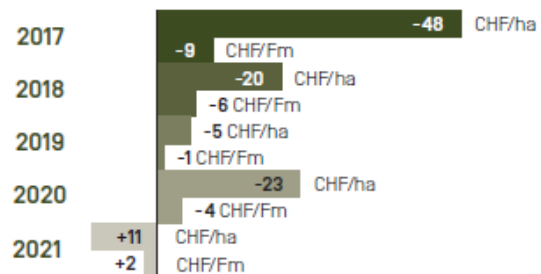 2017
-48 CHF/ha
-9 CHF/Fm
2018
-20 CHF/ha
-6 CHF/Fm
2019
-5 CHF/ha
-1 CHF/Fm
2020
-23 CHF/ha
-4 CHF/Fm
2021
+11 CHF/ha
+2 CHF/Fm